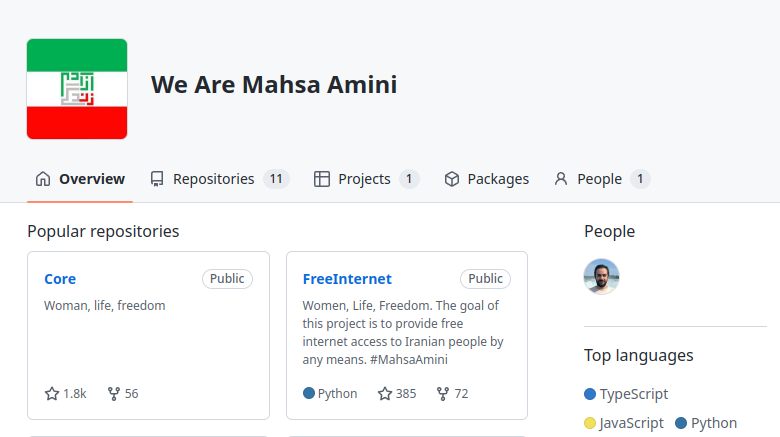 We Are Mahsa Amini
Overview
Repositories 11
Projects 1
Packages
People 1
Popular repositories
Core Public
Woman, life, freedom
1.8k 56
FreeInternet Public
Women, Life, Freedom. The goal of
this project is to provide free
internet access to Iranian people by
any means. #MahsaAmini
Python 385 72
People
Top languages
TypeScript
JavaScript Python